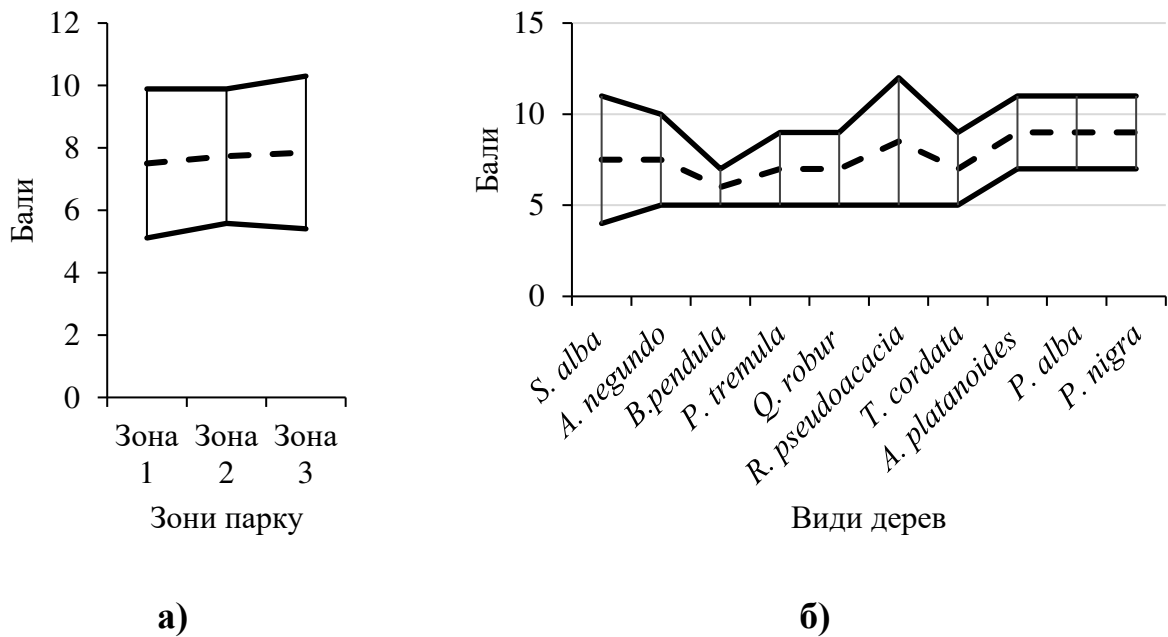 12
10
8
6
4
2
0
Бали
Зона 1
Зона 2
Зона 3
Зони парку
а)
15
10
5
0
Бали
S. alba
A. negundo
B.pendula
P. tremula
Q. robur
R. pseudoacacia
T. cordata
A. platanoides
P. alba
P. nigra
Види дерев
б)